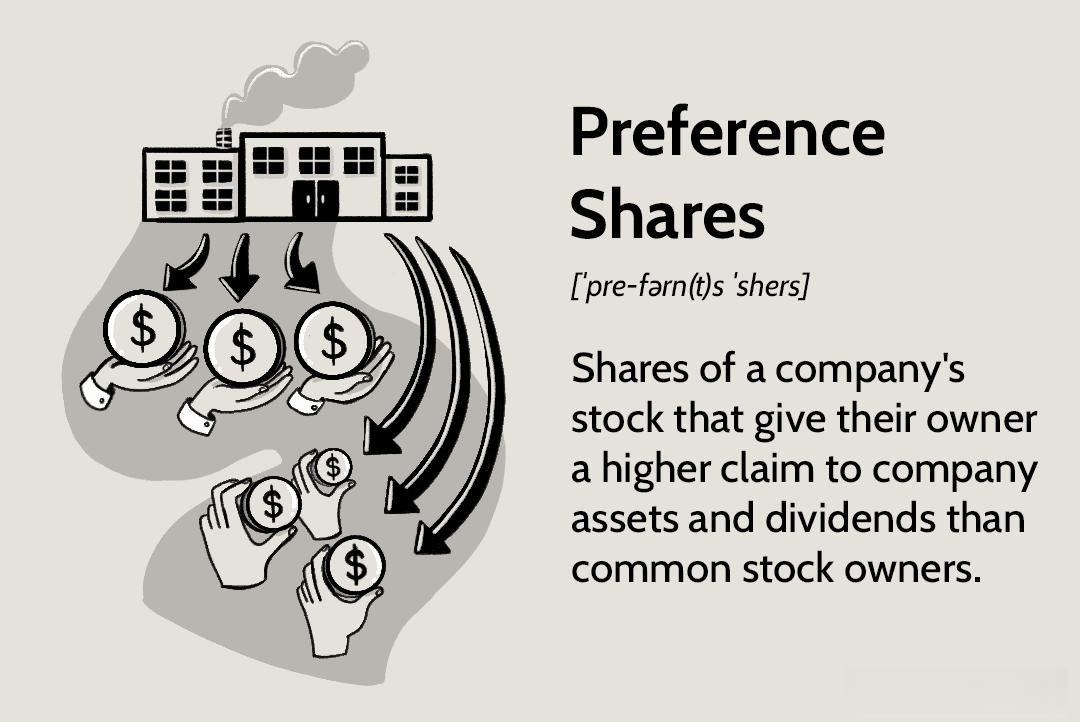 Preference
Shares
[ˈpre-fərn(t)s ˈshers]
Shares of a company's
stock that give their owner
a higher claim to company
assets and dividends than
common stock owners.
$
$
$
$
$
$